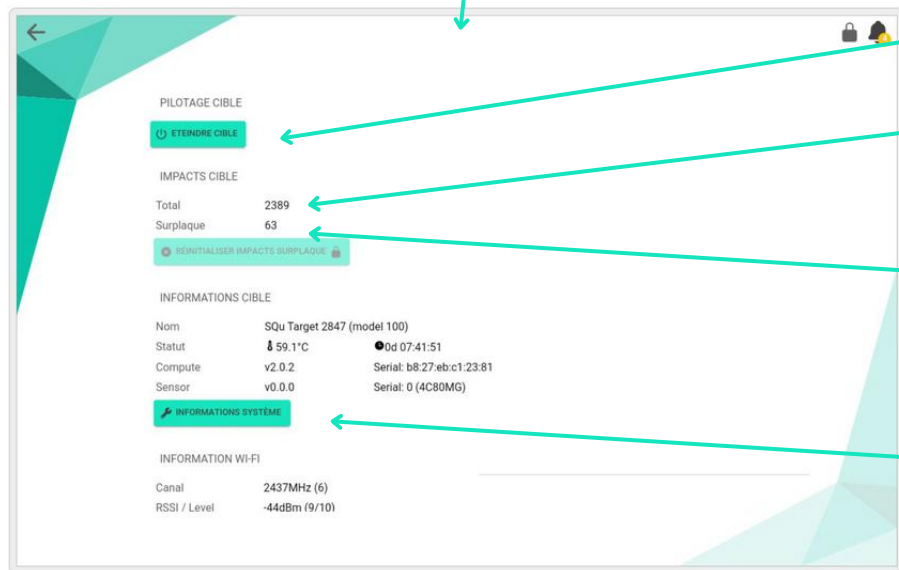 PILOTAGE CIBLE
ETEINDRE CIBLE
IMPACTS CIBLE
Total 2389
Surplaque 63
RÉINITIALISER IMPACTS SURPLAQUE
INFORMATIONS CIBLE
Nom SQu Target 2847 (model 100)
Statut 59.1°C 0d 07:41:51
Compute v2.0.2 Serial: b8:27:eb:c1:23:81
Sensor v0.0.0 Serial: 0 (4C80MG)
INFORMATIONS SYSTÈME
INFORMATION WI-FI
Canal 2437MHz (6)
RSSI / Level -44dBm (9/10)